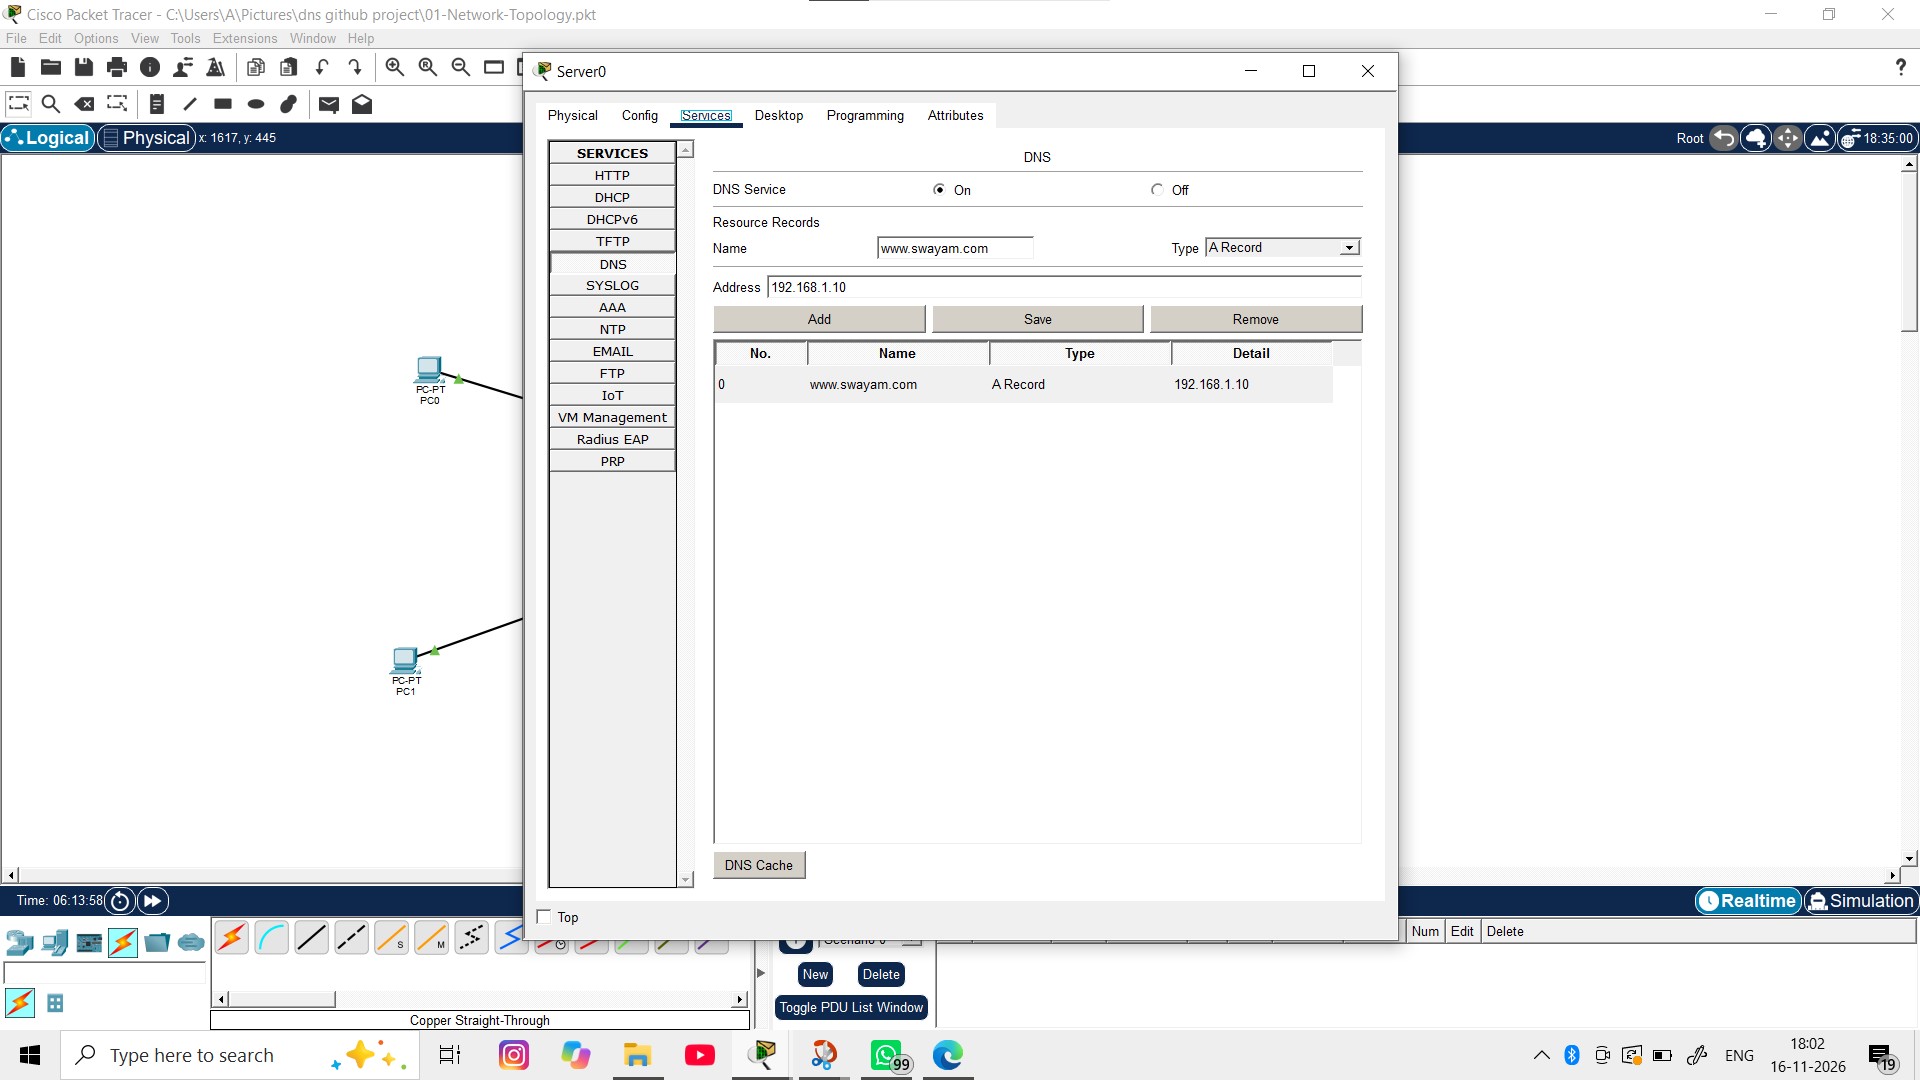 Cisco Packet Tracer - C:\Users\A\Pictures\dns github project\01-Network-Topology.pkt
File Edit Options View Tools Extensions Window Help
?
Logical Physical x: 1617, y: 445
Root 18:35:00
Server0
Physical Config Services Desktop Programming Attributes
SERVICES
HTTP
DHCP
DHCPv6
TFTP
DNS
SYSLOG
AAA
NTP
EMAIL
FTP
IoT
VM Management
Radius EAP
PRP
DNS
DNS Service On Off
Resource Records
Name www.swayam.com Type A Record
Address 192.168.1.10
Add Save Remove
No. Name Type Detail
0 www.swayam.com A Record 192.168.1.10
DNS Cache
Top
PC-PT
PC0
PC-PT
PC1
Time: 06:13:58
Realtime Simulation
S M
Scenario 0
Num Edit Delete
New Delete
Toggle PDU List Window
Copper Straight-Through
Type here to search
99
ENG
18:02
16-11-2026
19